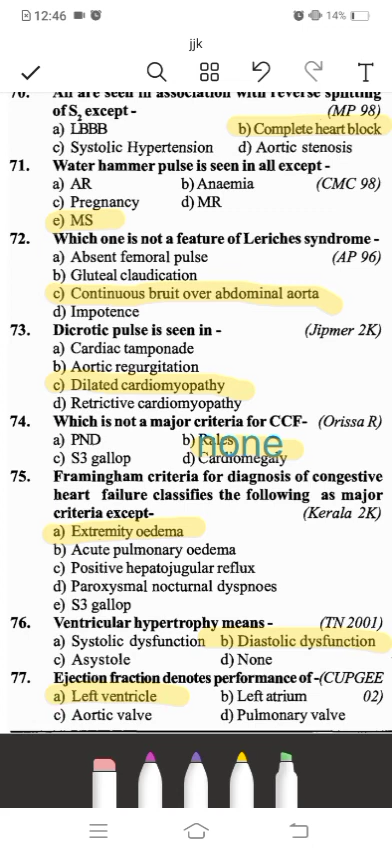 12:46
14%
jjk
T
70. All are seen in association with reverse splitting
of S₂ except - (MP 98)
a) LBBB b) Complete heart block
c) Systolic Hypertension d) Aortic stenosis
71. Water hammer pulse is seen in all except -
a) AR b) Anaemia (CMC 98)
c) Pregnancy d) MR
e) MS
72. Which one is not a feature of Leriches syndrome -
a) Absent femoral pulse (AP 96)
b) Gluteal claudication
c) Continuous bruit over abdominal aorta
d) Impotence
73. Dicrotic pulse is seen in - (Jipmer 2K)
a) Cardiac tamponade
b) Aortic regurgitation
c) Dilated cardiomyopathy
d) Retrictive cardiomyopathy
74. Which is not a major criteria for CCF- (Orissa R)
a) PND b) Rales
none
c) S3 gallop d) Cardiomegaly
75. Framingham criteria for diagnosis of congestive
heart failure classifies the following as major
criteria except- (Kerala 2K)
a) Extremity oedema
b) Acute pulmonary oedema
c) Positive hepatojugular reflux
d) Paroxysmal nocturnal dyspnoes
e) S3 gallop
76. Ventricular hypertrophy means - (TN 2001)
a) Systolic dysfunction b) Diastolic dysfunction
c) Asystole d) None
77. Ejection fraction denotes performance of -(CUPGEE
a) Left ventricle b) Left atrium 02)
c) Aortic valve d) Pulmonary valve